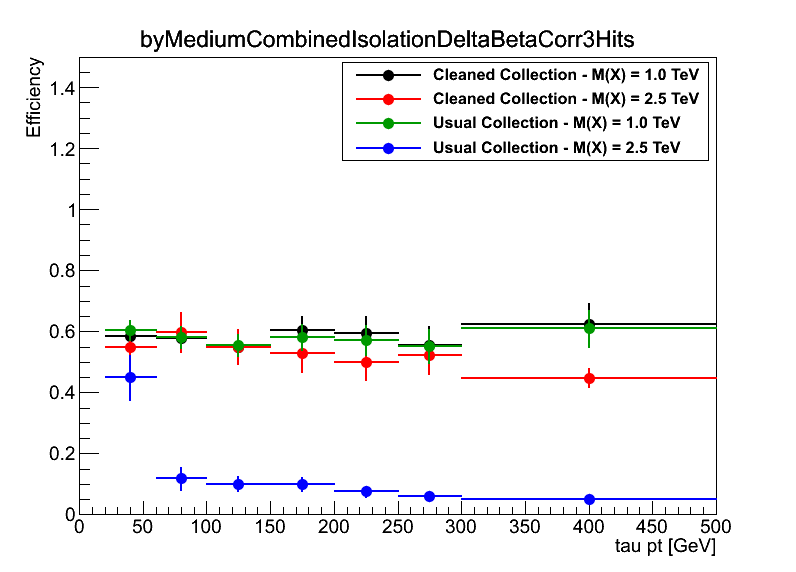 byMediumCombinedIsolationDeltaBetaCorr3Hits
Efficiency
Cleaned Collection - M(X) = 1.0 TeV
Cleaned Collection - M(X) = 2.5 TeV
Usual Collection - M(X) = 1.0 TeV
Usual Collection - M(X) = 2.5 TeV
1.4
1.2
1
0.8
0.6
0.4
0.2
0
0 50 100 150 200 250 300 350 400 450 500
tau pt [GeV]